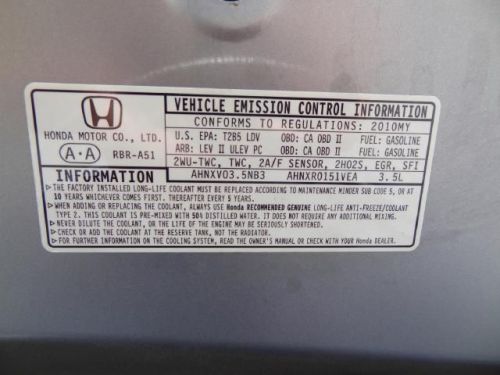 VEHICLE EMISSION CONTROL INFORMATION
CONFORMS TO REGULATIONS: 2010MY
HONDA MOTOR CO., LTD.
U.S. EPA: T2B5 LDV OBD: CA OBD II FUEL: GASOLINE
A·A RBR-A51
ARB: LEV II ULEV PC OBD: CA OBD II FUEL: GASOLINE
2WU-TWC, TWC, 2A/F SENSOR, 2HO2S, EGR, SFI
INFORMATION
AHNXV03.5NB3 AHNXR0151VEA 3.5L
▶THE FACTORY INSTALLED LONG-LIFE COOLANT MUST BE REPLACED ACCORDING TO MAINTENANCE MINDER SUB CODE 5, OR AT
10 YEARS WHICHEVER COMES FIRST. THEREAFTER EVERY 5 YEARS.
▶WHEN ADDING OR REPLACING COOLANT, ALWAYS USE Honda RECOMMENDED GENUINE LONG-LIFE ANTI-FREEZE/COOLANT
TYPE 2. THIS COOLANT IS PRE-MIXED WITH 50% DISTILLED WATER. IT DOES NOT REQUIRE ANY ADDITIONAL MIXING.
▶NEVER DILUTE THE COOLANT, OR THE LIFE OF THE ENGINE MAY BE SERIOUSLY SHORTENED.
▶CHECK OR ADD THE COOLANT AT THE RESERVE TANK, NOT THE RADIATOR.
▶FOR FURTHER INFORMATION ON THE COOLING SYSTEM, READ THE OWNER'S MANUAL OR CHECK WITH AN Honda DEALER.